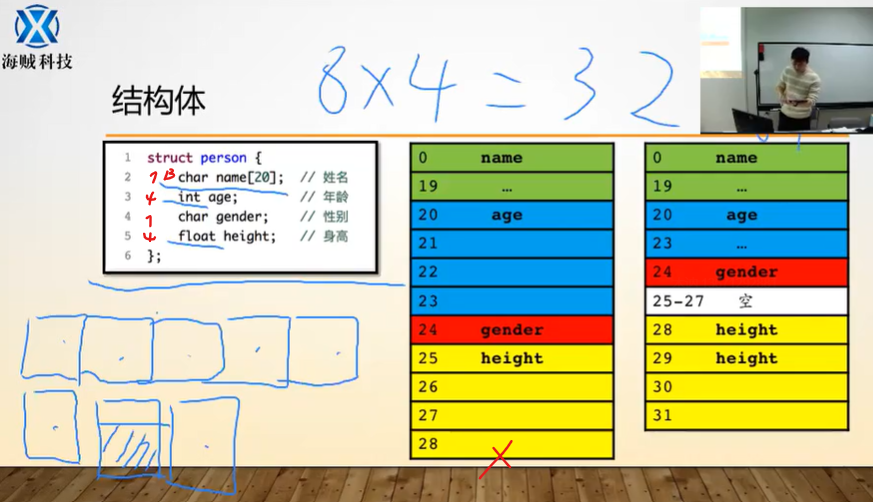 海贼科技
结构体
8×4=32
1 struct person {
2 1B char name[20]; // 姓名
3 4 int age; // 年龄
4 1 char gender; // 性别
5 4 float height; // 身高
6 };
0 name
19 …
20 age
21
22
23
24 gender
25 height
26
27
28
0 name
19 …
20 age
23 …
24 gender
25-27 空
28 height
29 height
30
31